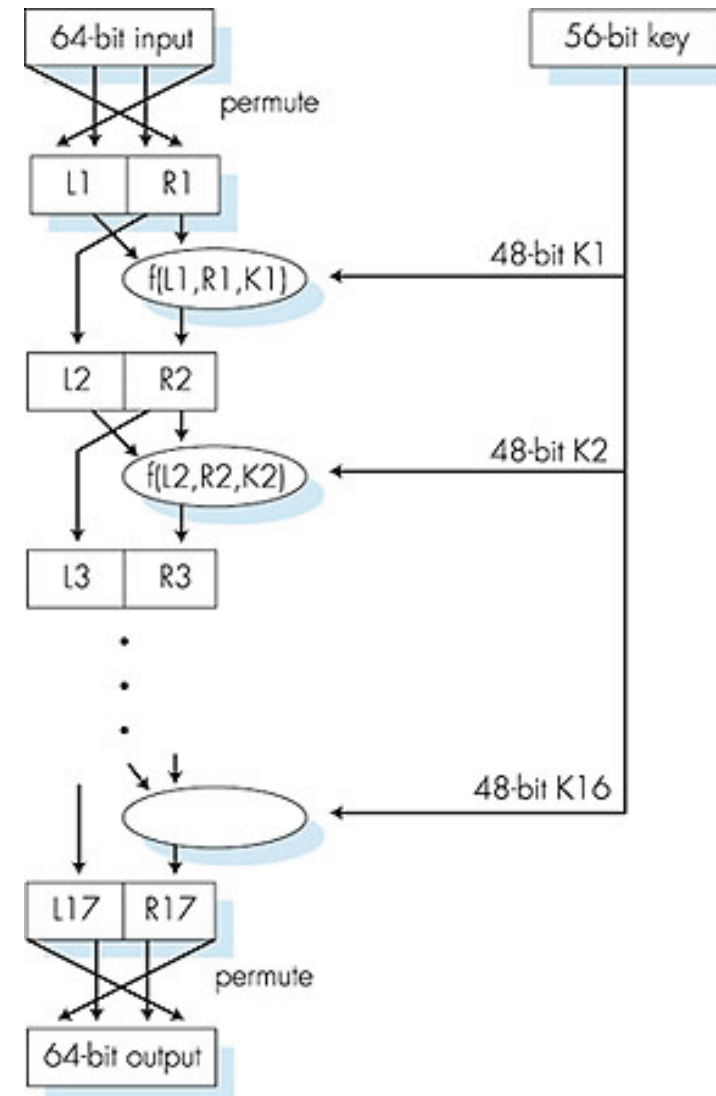 64-bit input
56-bit key
permute
L1
R1
48-bit K1
f(L1,R1,K1)
L2
R2
48-bit K2
f(L2,R2,K2)
L3
R3
48-bit K16
L17
R17
permute
64-bit output